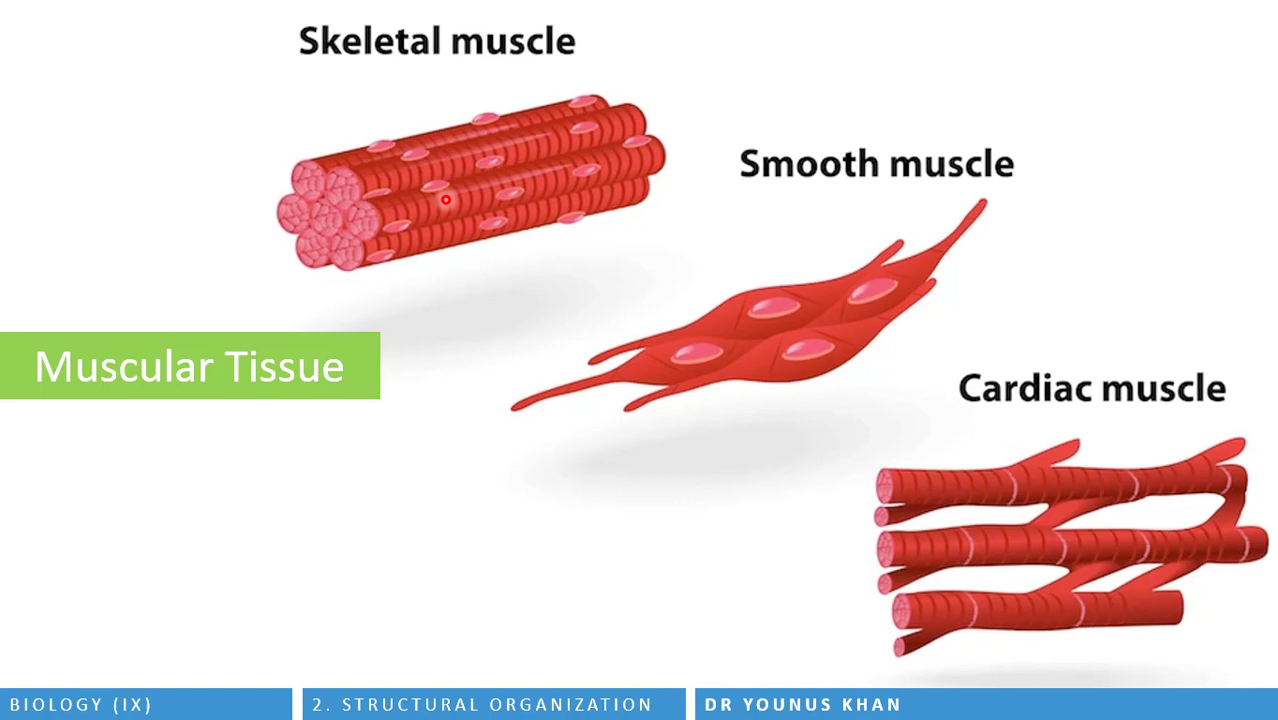 Skeletal muscle
Smooth muscle
Muscular Tissue
Cardiac muscle
BIOLOGY (IX)
2. STRUCTURAL ORGANIZATION
DR YOUNUS KHAN